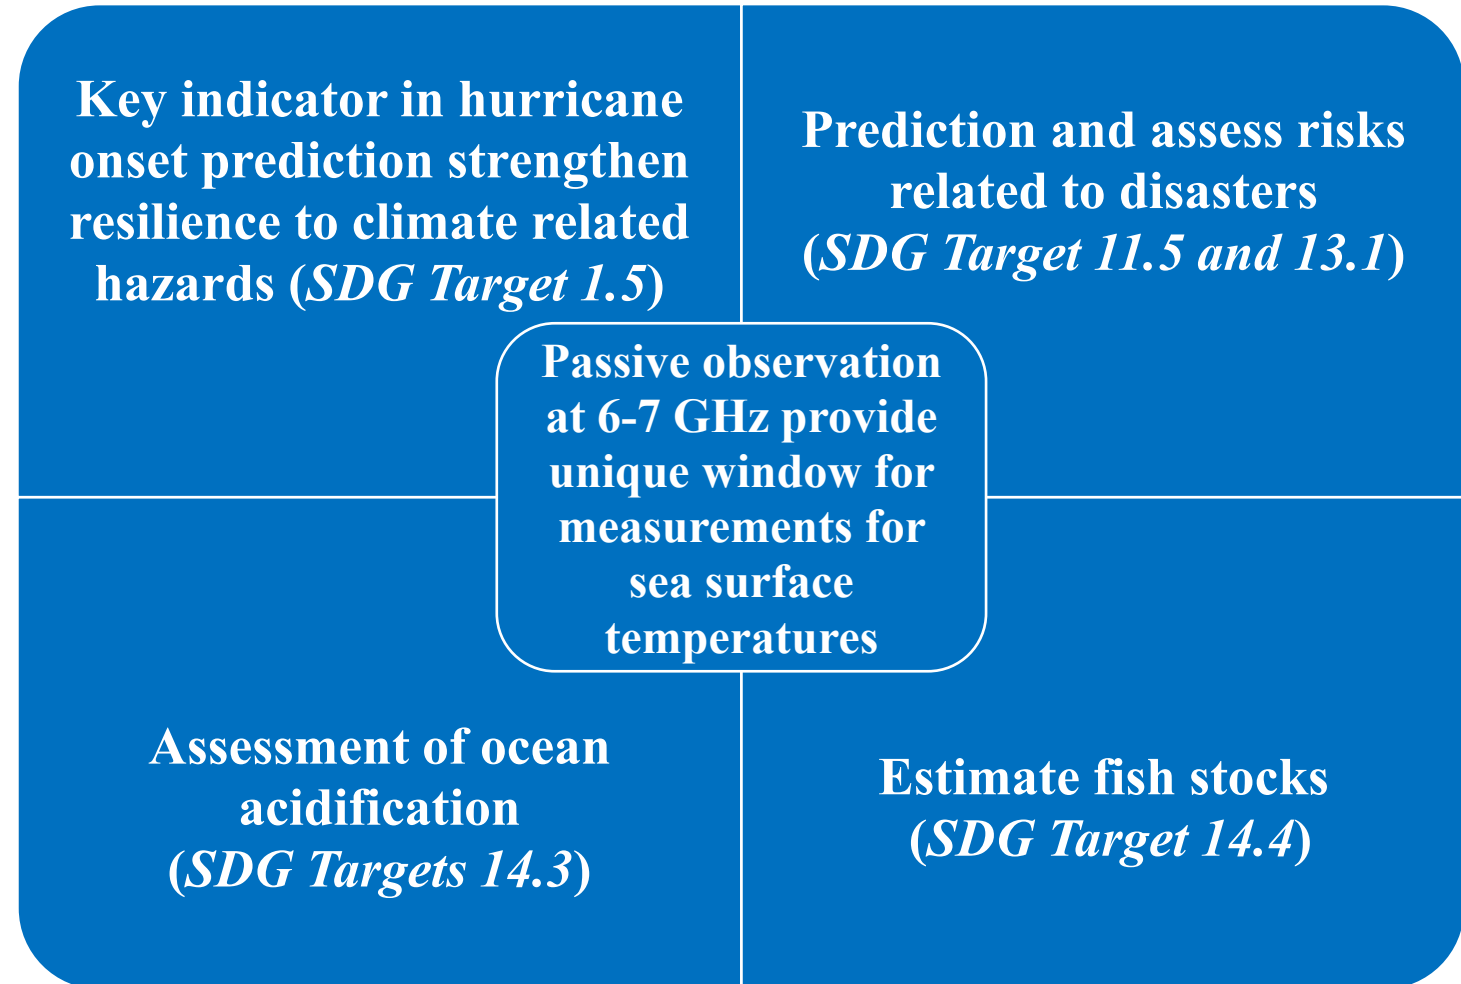 Key indicator in hurricane
onset prediction strengthen
resilience to climate related
hazards (SDG Target 1.5)
Prediction and assess risks
related to disasters
(SDG Target 11.5 and 13.1)
Passive observation
at 6-7 GHz provide
unique window for
measurements for
sea surface
temperatures
Assessment of ocean
acidification
(SDG Targets 14.3)
Estimate fish stocks
(SDG Target 14.4)